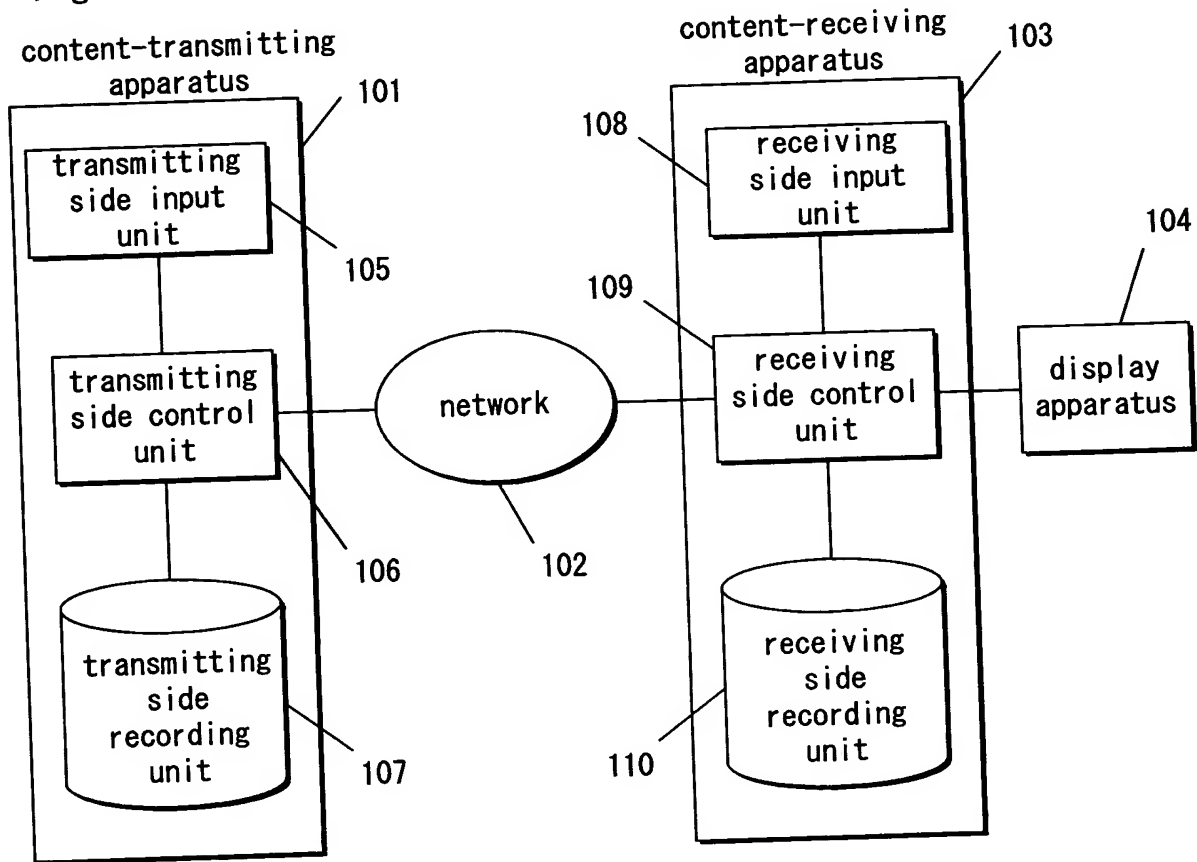 content-transmitting
apparatus
101
transmitting
side input
unit
105
transmitting
side control
unit
106
transmitting
side
recording
unit
107
network
102
content-receiving
apparatus
103
108
receiving
side input
unit
109
receiving
side control
unit
receiving
side
recording
unit
110
104
display
apparatus